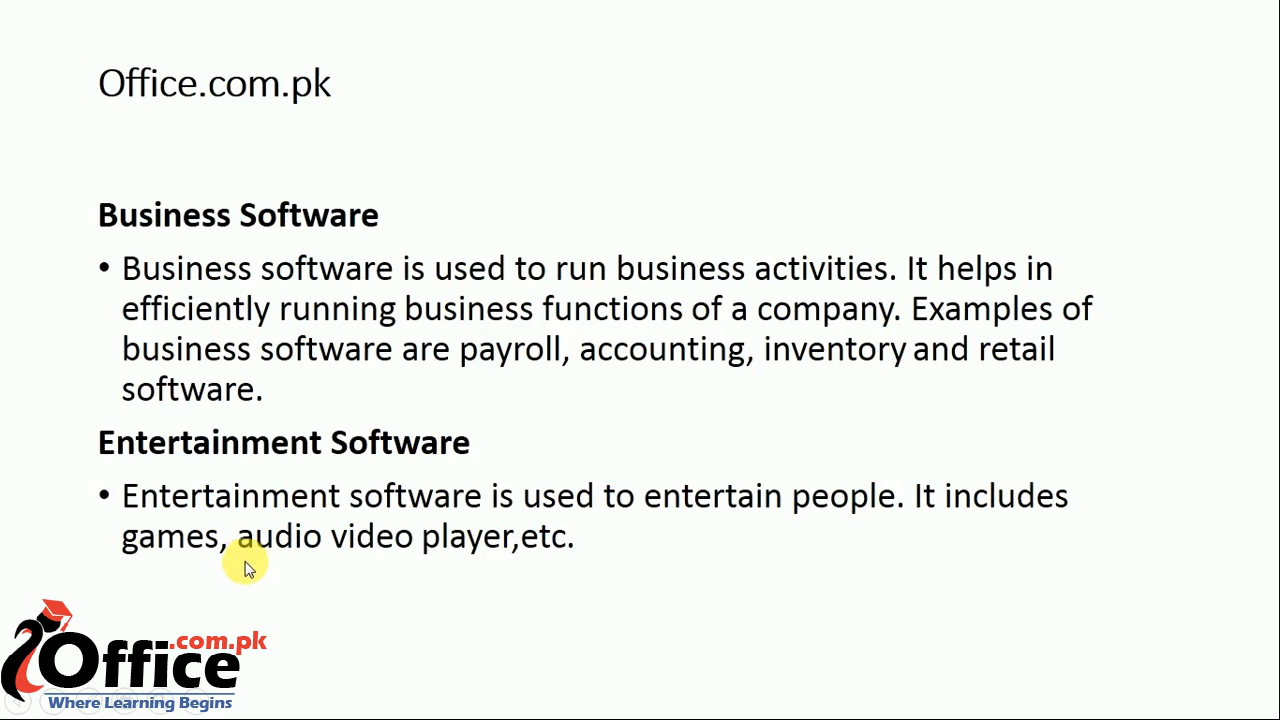 Office.com.pk
Business Software
• Business software is used to run business activities. It helps in
efficiently running business functions of a company. Examples of
business software are payroll, accounting, inventory and retail
software.
Entertainment Software
• Entertainment software is used to entertain people. It includes
games, audio video player,etc.
Office.com.pk
Where Learning Begins